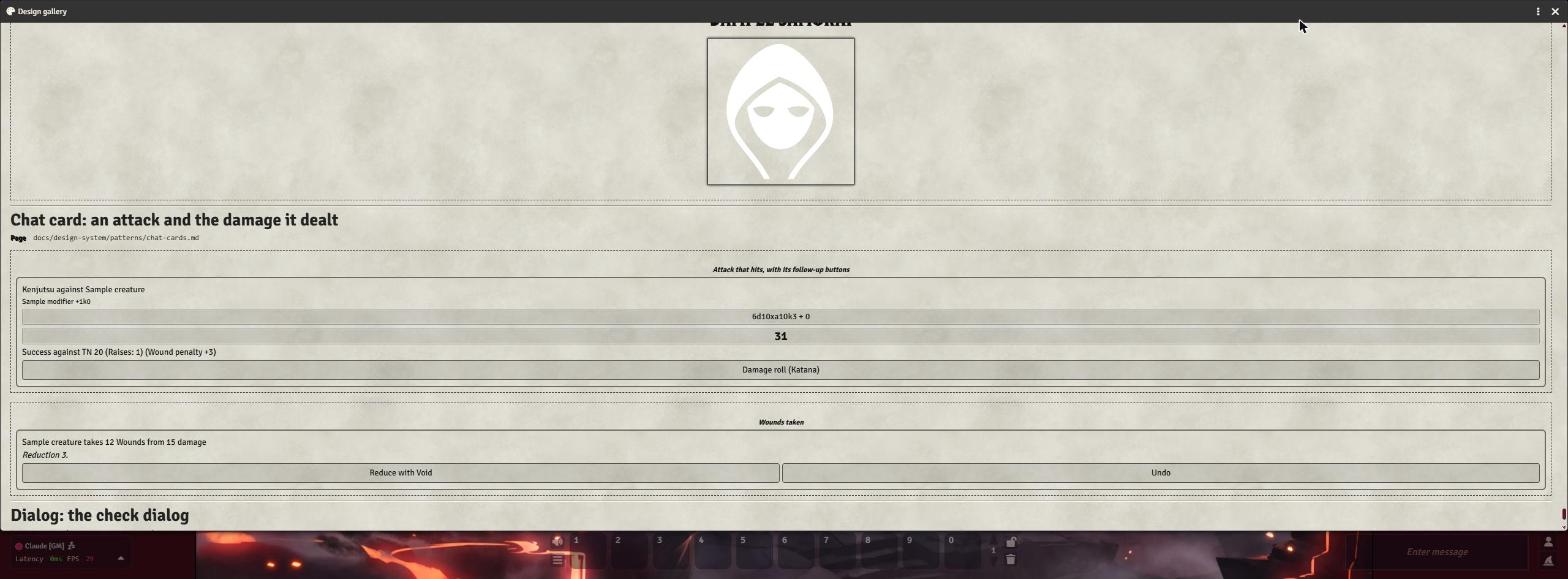 Design gallery
Chat card: an attack and the damage it dealt
Page docs/design-system/patterns/chat-cards.md
Attack that hits, with its follow-up buttons
Kenjutsu against Sample creature
Sample modifier +1k0
6d10xa10k3 + 0
31
Success against TN 20 (Raises: 1) (Wound penalty +3)
Damage roll (Katana)
Wounds taken
Sample creature takes 12 Wounds from 15 damage
Reduction 3.
Reduce with Void
Undo
Dialog: the check dialog
Claude [GM]
Latency 0ms FPS 29
1 2 3 4 5 6 7 8 9 0
1
Enter message